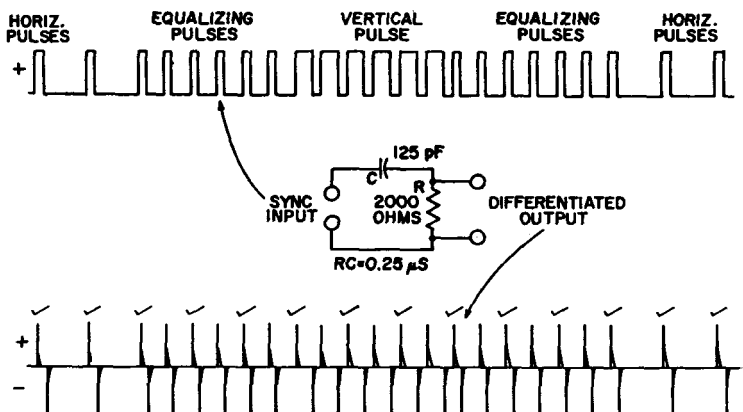 HORIZ.
PULSES
EQUALIZING
PULSES
VERTICAL
PULSE
EQUALIZING
PULSES
HORIZ.
PULSES
+
125 pF
C
R
2000
OHMS
SYNC
INPUT
DIFFERENTIATED
OUTPUT
RC=0.25 µS
+
−